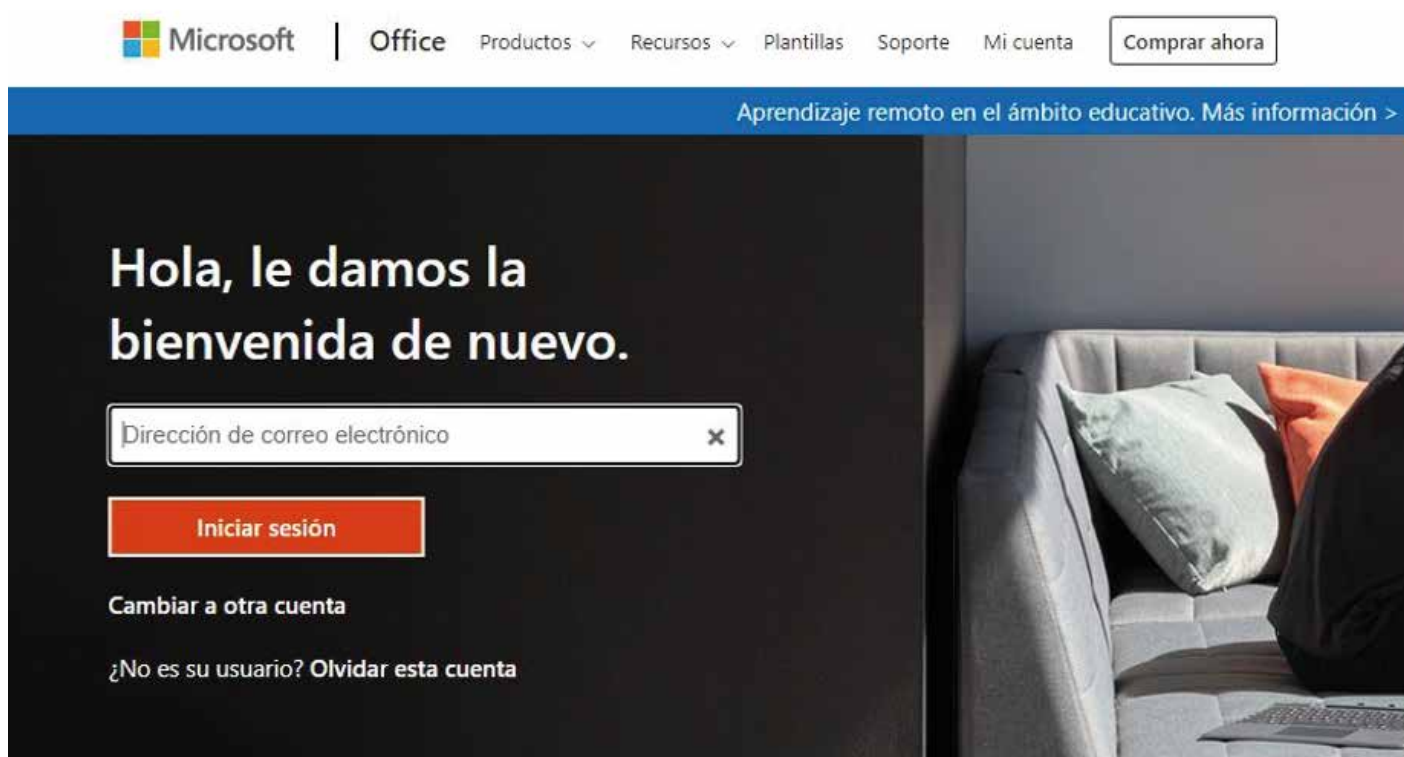 Microsoft | Office Productos Recursos Plantillas Soporte Mi cuenta Comprar ahora
Aprendizaje remoto en el ámbito educativo. Más información >
Hola, le damos la
bienvenida de nuevo.
Dirección de correo electrónico
Iniciar sesión
Cambiar a otra cuenta
¿No es su usuario? Olvidar esta cuenta